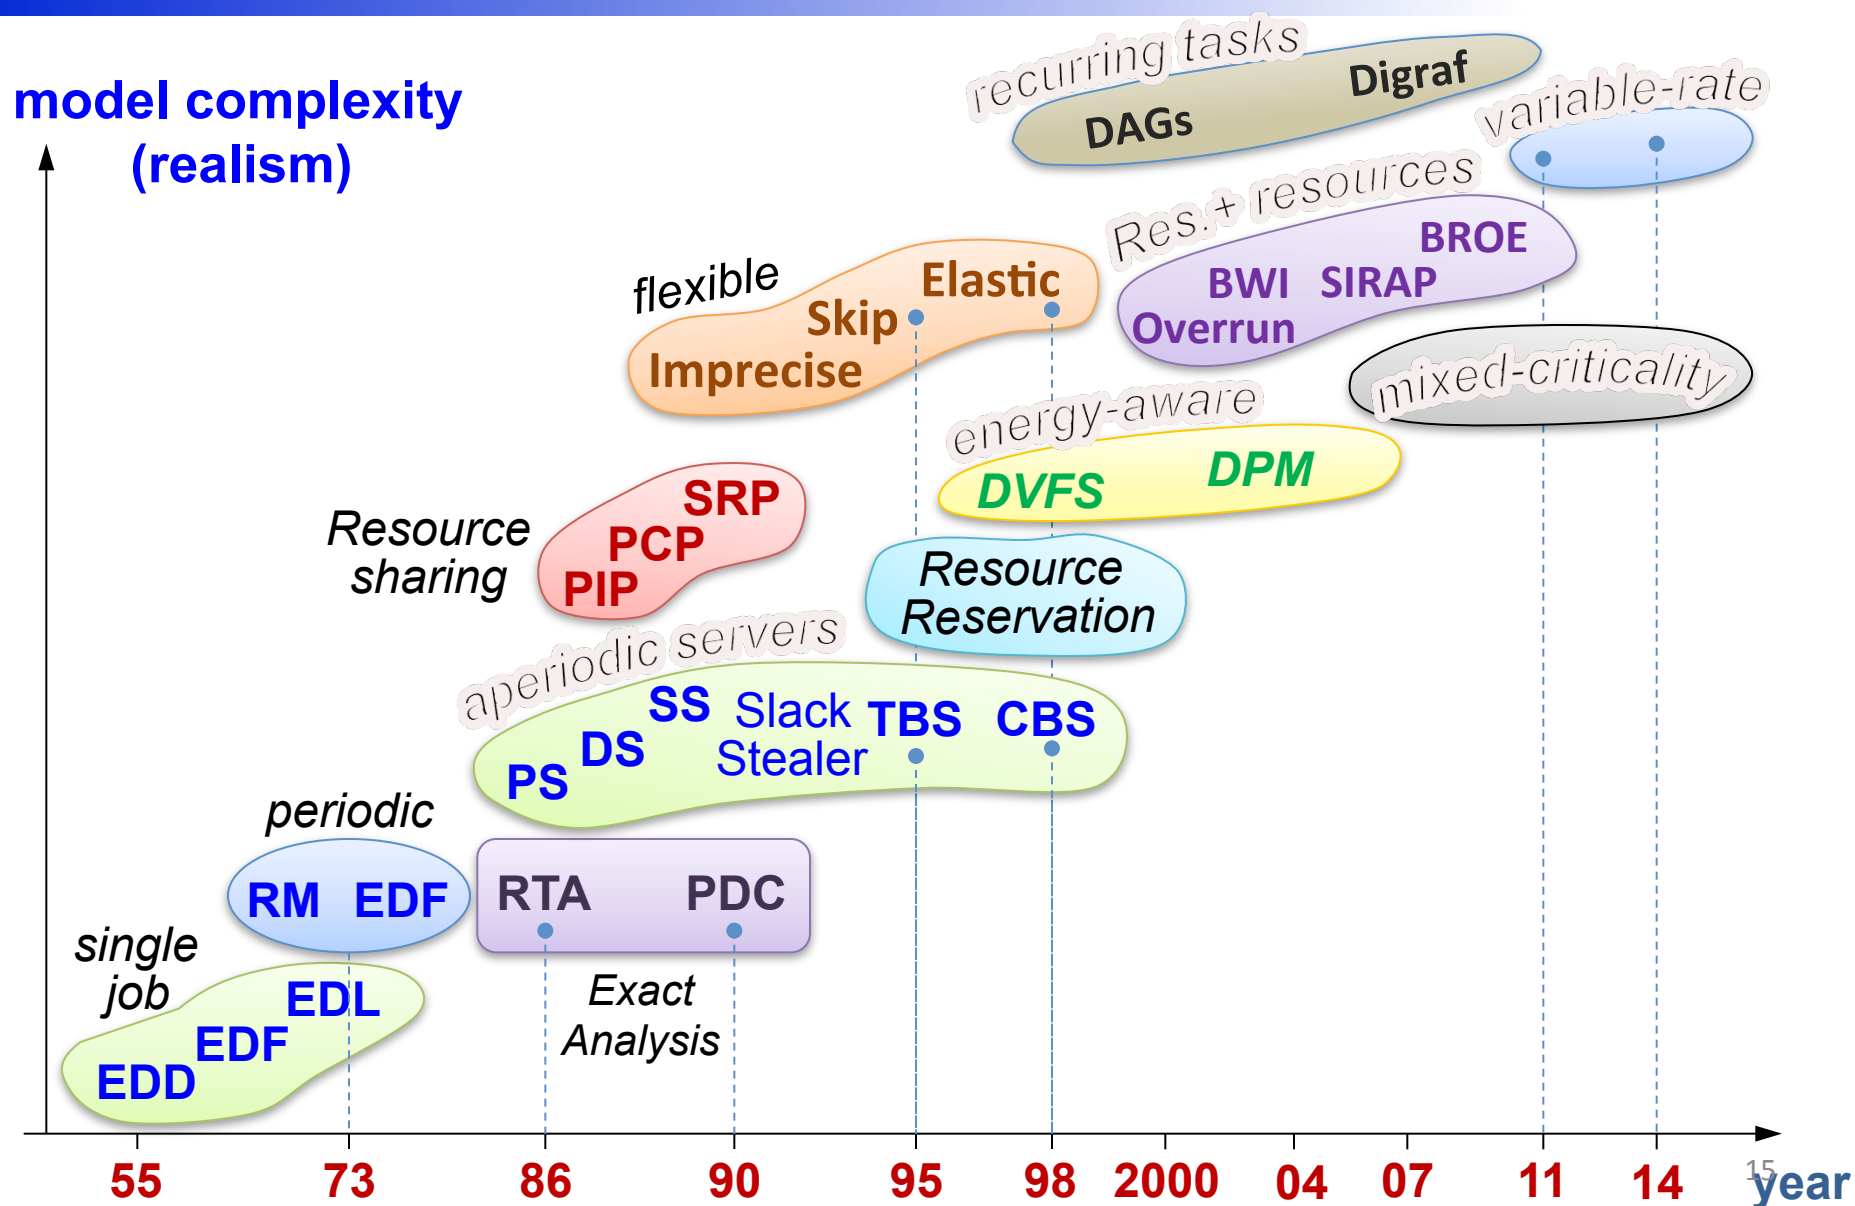 model complexity
(realism)
recurring tasks
DAGs
Digraf
variable-rate
Res.+ resources
BROE
BWI
SIRAP
Overrun
flexible
Elastic
Skip
Imprecise
mixed-criticality
energy-aware
DVFS
DPM
Resource
sharing
SRP
PCP
PIP
Resource
Reservation
aperiodic servers
SS
Slack
Stealer
TBS
CBS
DS
PS
periodic
RM
EDF
RTA
PDC
Exact
Analysis
single
job
EDL
EDF
EDD
55
73
86
90
95
98
2000
04
07
11
14
15
year